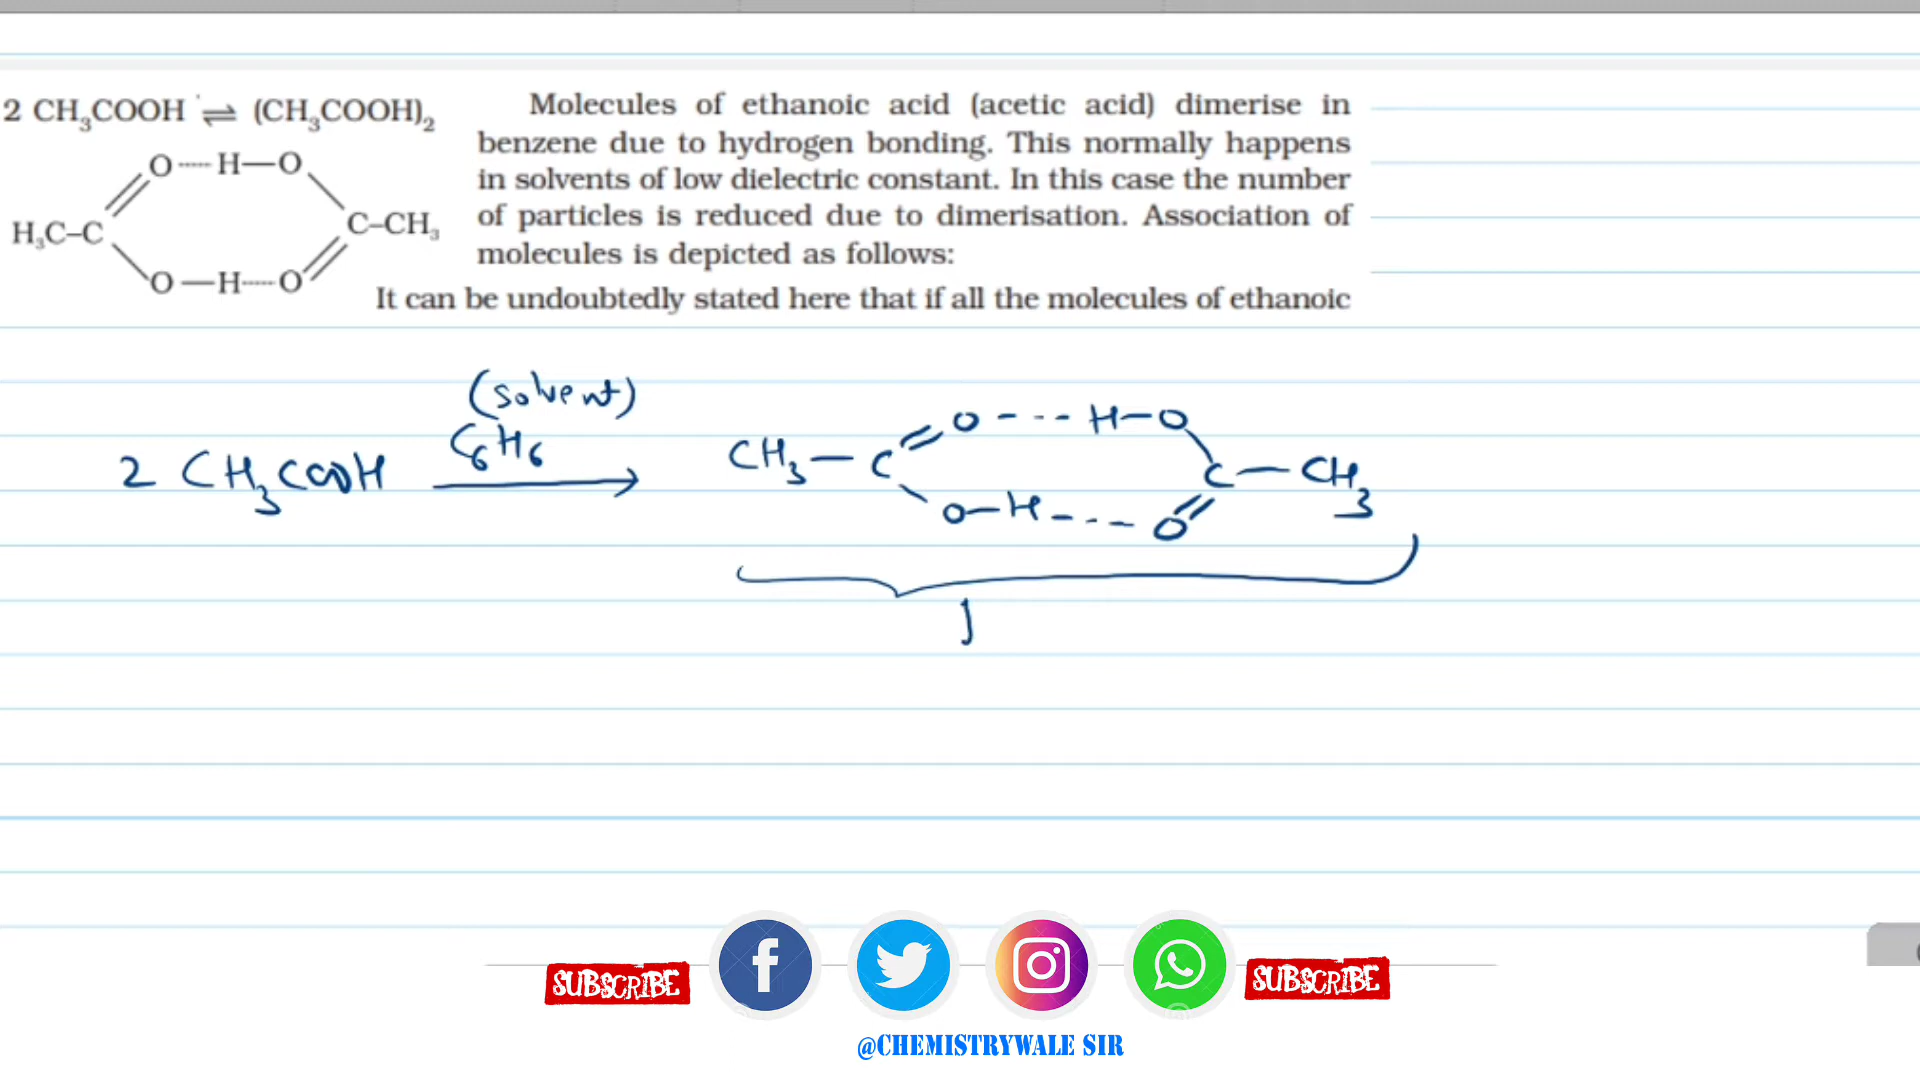 2 CH₃COOH ⇌ (CH₃COOH)₂
O ····· H—O
H₃C–C
C–CH₃
O —H·····O
Molecules of ethanoic acid (acetic acid) dimerise in
benzene due to hydrogen bonding. This normally happens
in solvents of low dielectric constant. In this case the number
of particles is reduced due to dimerisation. Association of
molecules is depicted as follows:
It can be undoubtedly stated here that if all the molecules of ethanoic
(solvent)
C₆H₆
2 CH₃COOH ⟶
O ---- H–O
CH₃–C
C–CH₃
O–H ---- O
1
SUBSCRIBE
SUBSCRIBE
@CHEMISTRYWALE SIR